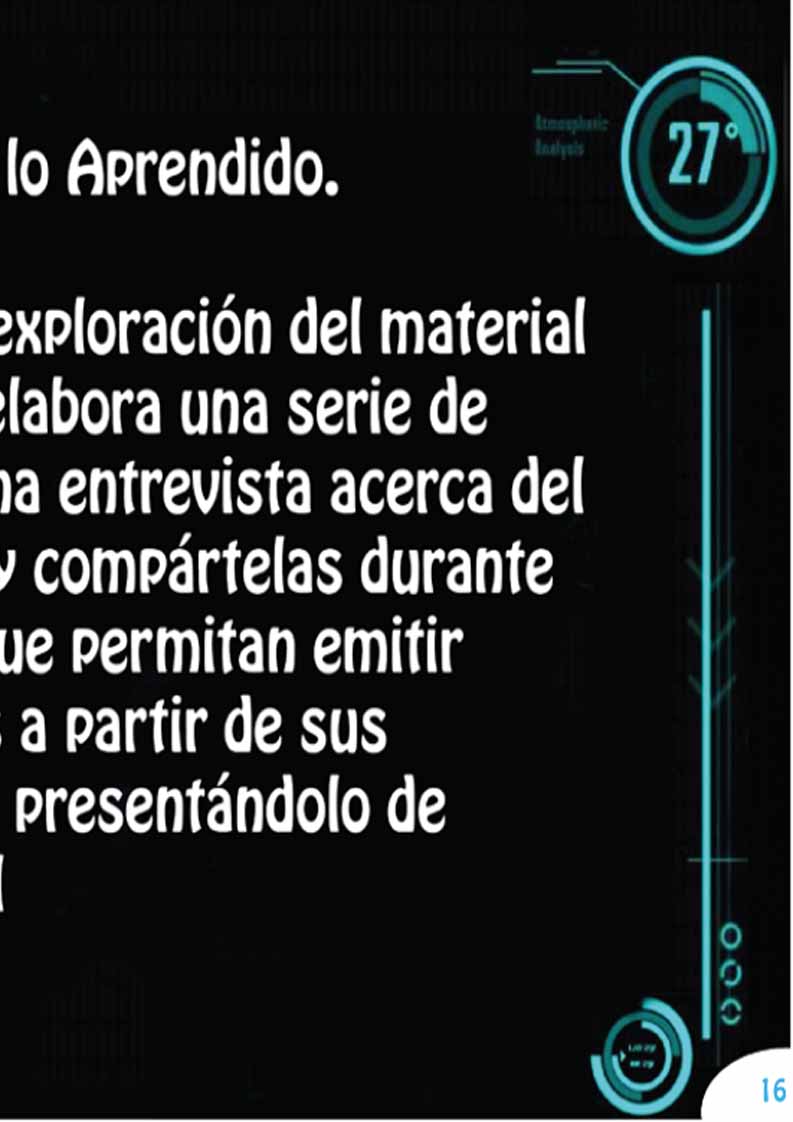 lo Aprendido.
Atmospheric
Analysis
27°
exploración del material
elabora una serie de
na entrevista acerca del
y compártelas durante
ue permitan emitir
s a partir de sus
presentándolo de
l
16